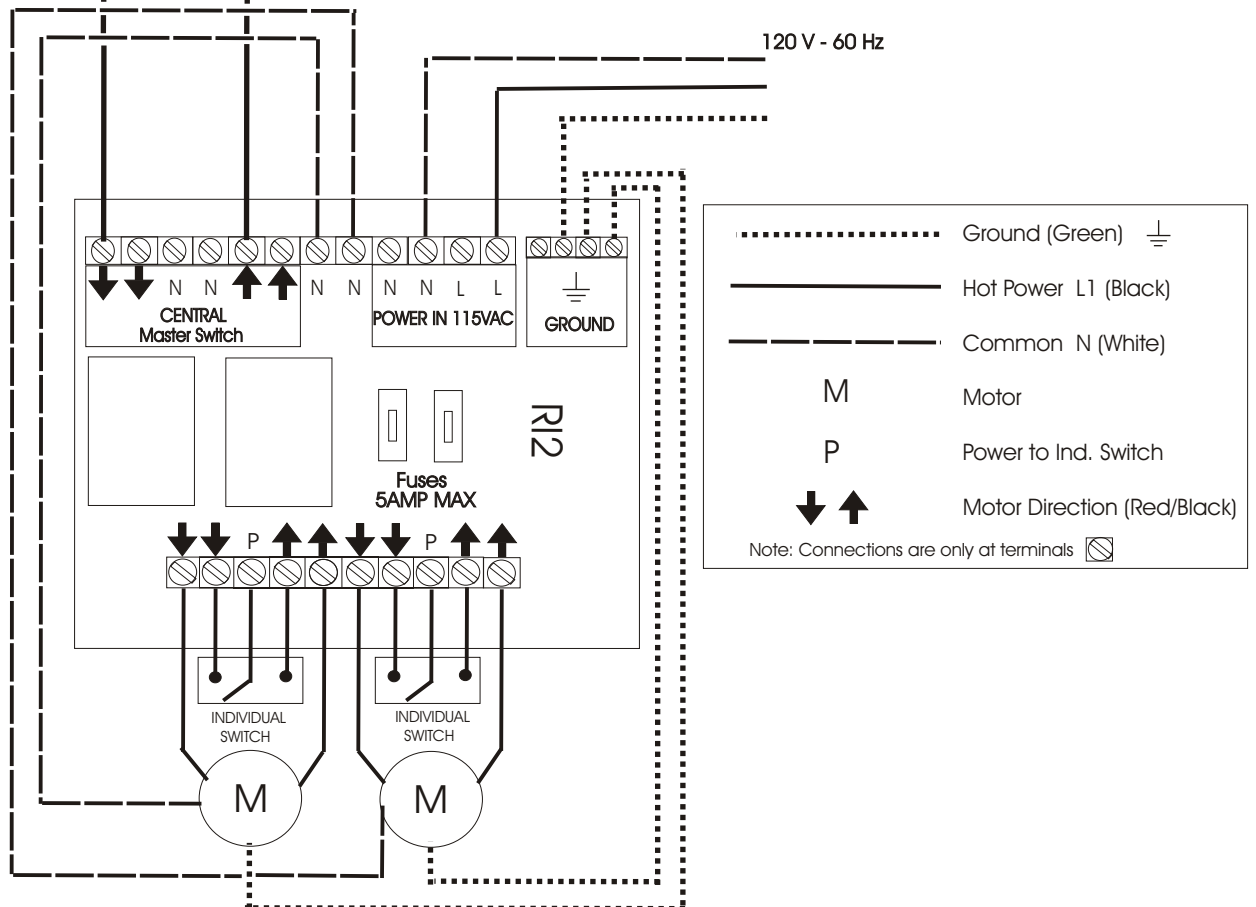 120 V - 60 Hz
N N N N N N L L
CENTRAL
Master Switch
POWER IN 115VAC
GROUND
Ground (Green)
Hot Power L1 (Black)
Common N (White)
M Motor
P Power to Ind. Switch
Motor Direction (Red/Black)
Note: Connections are only at terminals
RI2
Fuses
5AMP MAX
P P
INDIVIDUAL
SWITCH
INDIVIDUAL
SWITCH
M M